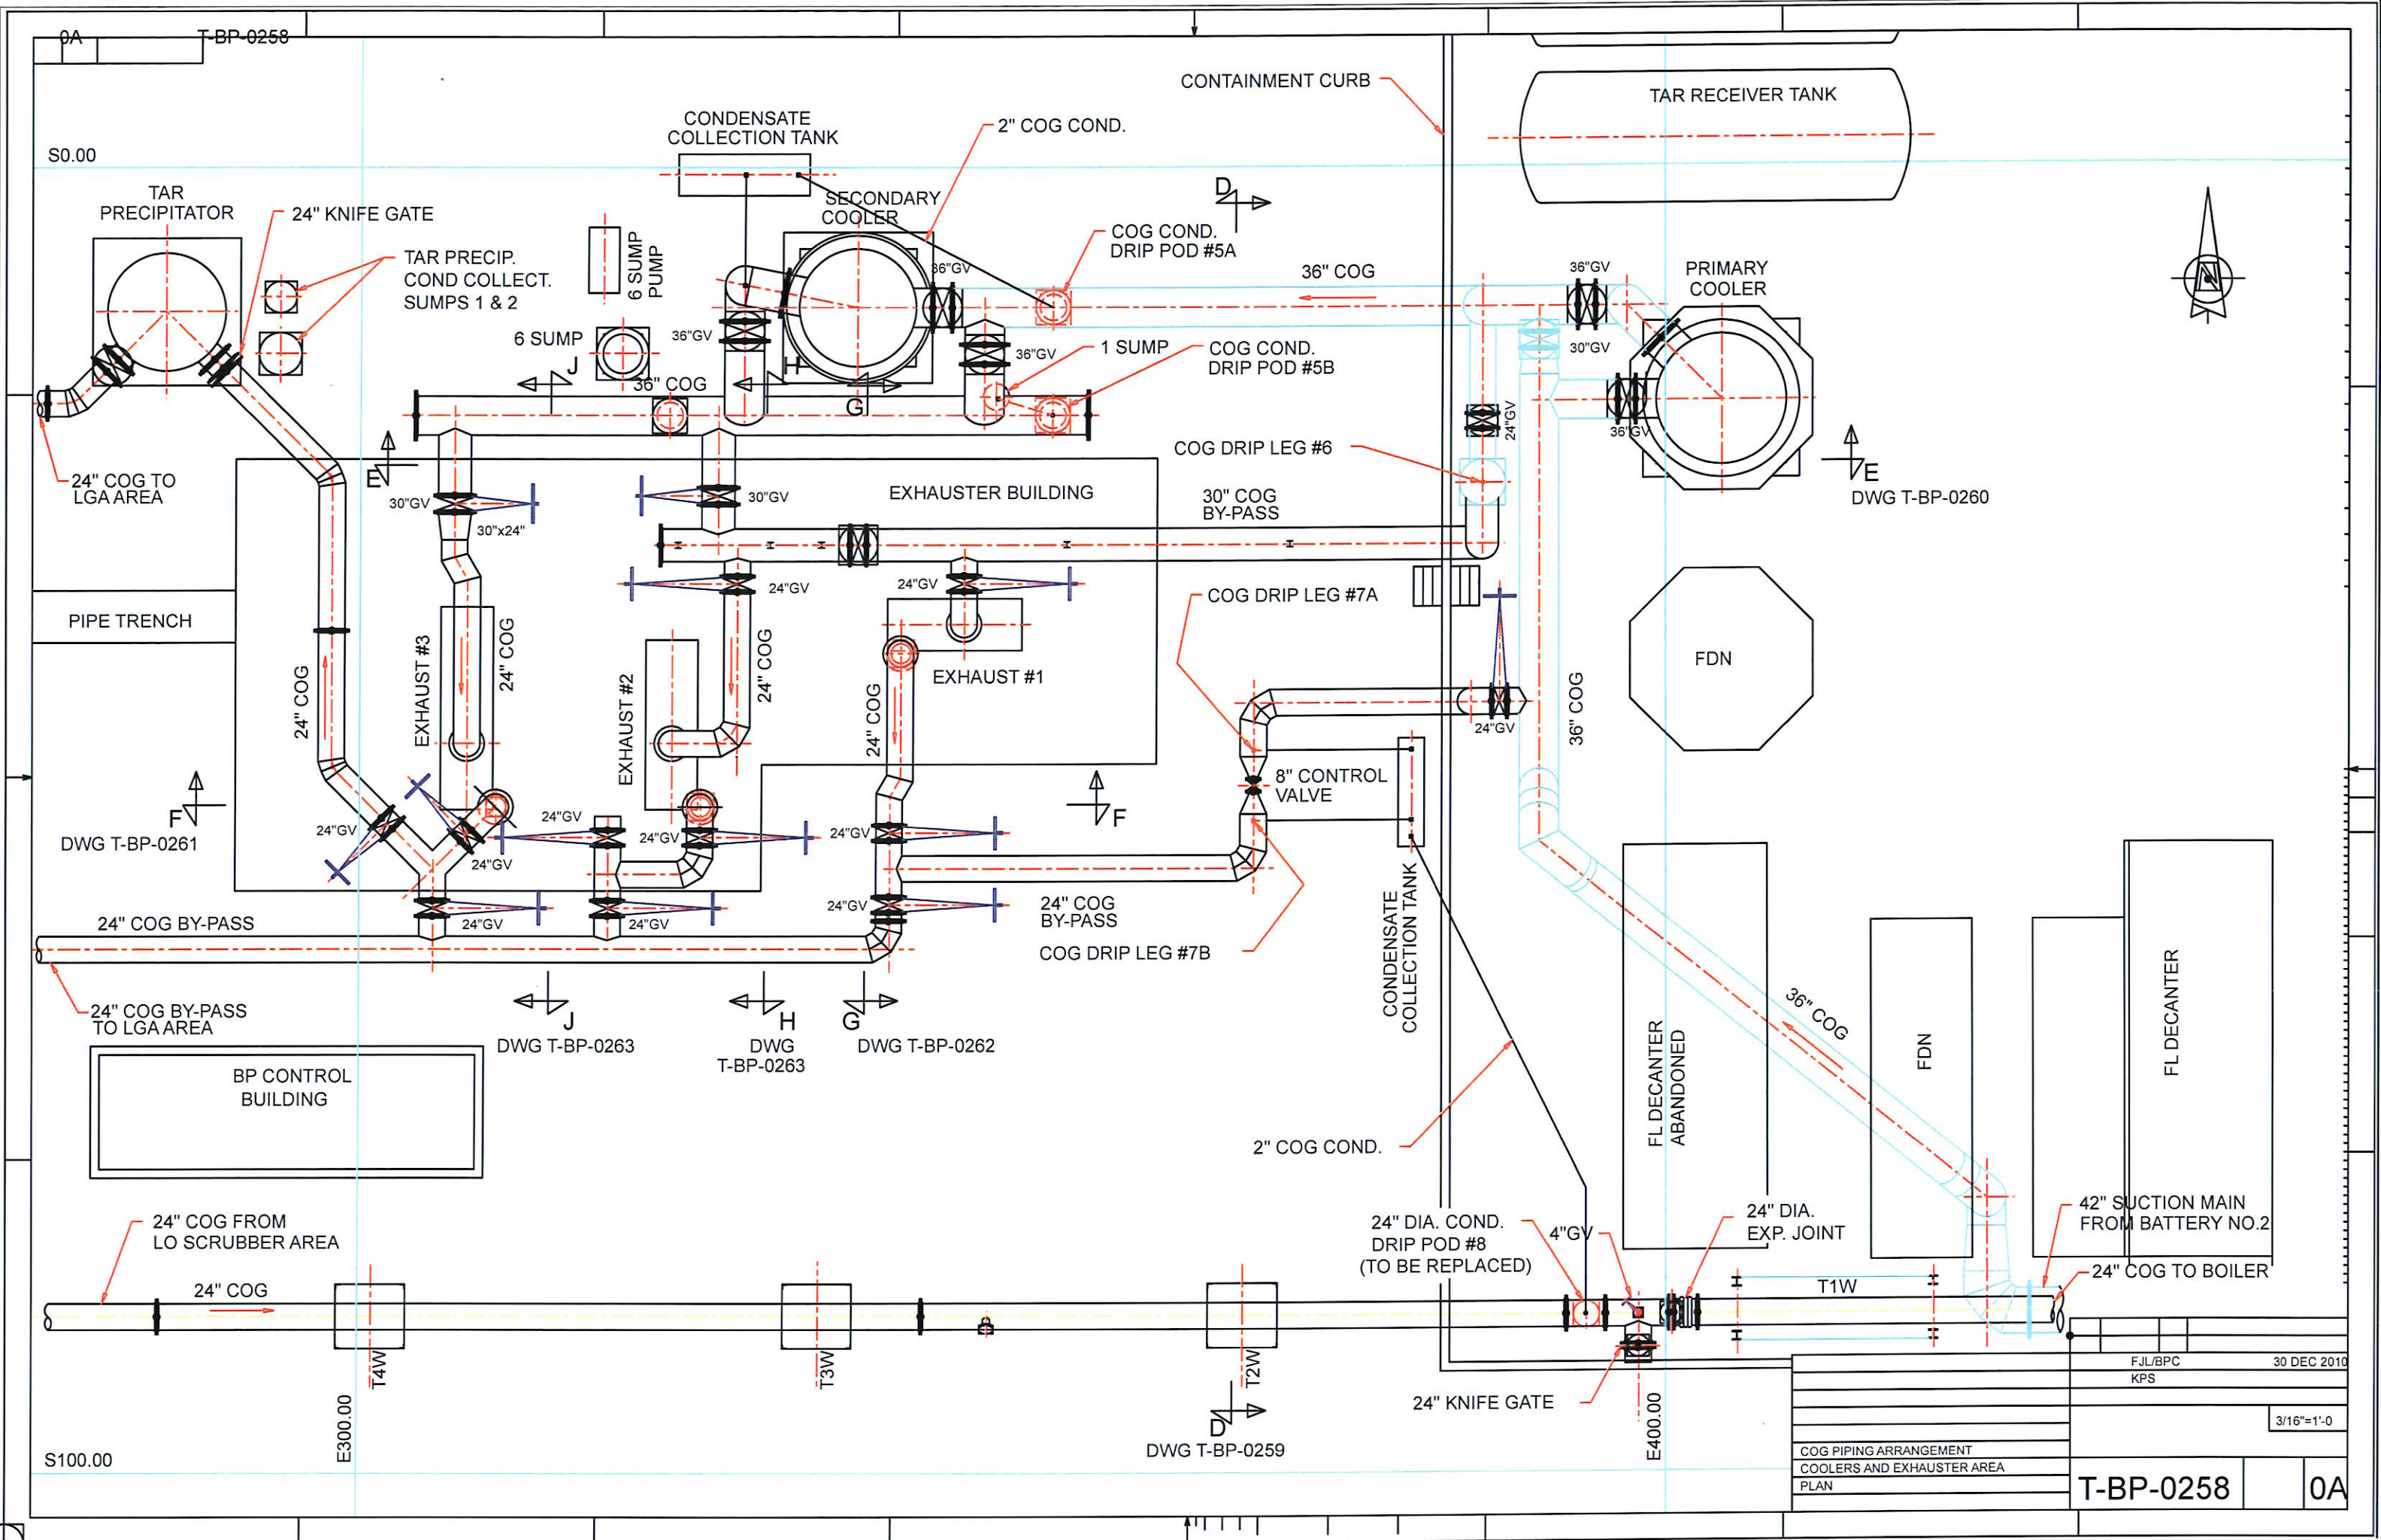 0A
T-BP-0258
CONTAINMENT CURB
TAR RECEIVER TANK
CONDENSATE
COLLECTION TANK
2" COG COND.
S0.00
TAR
PRECIPITATOR
24" KNIFE GATE
SECONDARY
COOLER
D
COG COND.
DRIP POD #5A
TAR PRECIP.
COND COLLECT.
SUMPS 1 & 2
6 SUMP
PUMP
36"GV
36" COG
36"GV
PRIMARY
COOLER
N
6 SUMP
36"GV
H
36"GV
1 SUMP
COG COND.
DRIP POD #5B
30"GV
J
36" COG
G
24"GV
36"GV
E
24" COG TO
LGA AREA
COG DRIP LEG #6
E
DWG T-BP-0260
30"GV
30"x24"
30"GV
EXHAUSTER BUILDING
30" COG
BY-PASS
24"GV
24"GV
COG DRIP LEG #7A
PIPE TRENCH
24" COG
EXHAUST #3
24" COG
EXHAUST #2
24" COG
24" COG
EXHAUST #1
FDN
24"GV
36" COG
8" CONTROL
VALVE
F
DWG T-BP-0261
24"GV
24"GV
24"GV
24"GV
24"GV
F
24" COG BY-PASS
24"GV
24"GV
24"GV
24" COG
BY-PASS
COG DRIP LEG #7B
CONDENSATE
COLLECTION TANK
24" COG BY-PASS
TO LGA AREA
J
DWG T-BP-0263
H
DWG
T-BP-0263
G
DWG T-BP-0262
36" COG
FL DECANTER
ABANDONED
FDN
FL DECANTER
BP CONTROL
BUILDING
2" COG COND.
24" COG FROM
LO SCRUBBER AREA
24" COG
24" DIA. COND.
DRIP POD #8
(TO BE REPLACED)
4"GV
24" DIA.
EXP. JOINT
42" SUCTION MAIN
FROM BATTERY NO.2
24" COG TO BOILER
T1W
T4W
T3W
T2W
E300.00
E400.00
24" KNIFE GATE
D
DWG T-BP-0259
S100.00
FJL/BPC
30 DEC 2010
KPS
3/16"=1'-0
COG PIPING ARRANGEMENT
COOLERS AND EXHAUSTER AREA
PLAN
T-BP-0258
0A